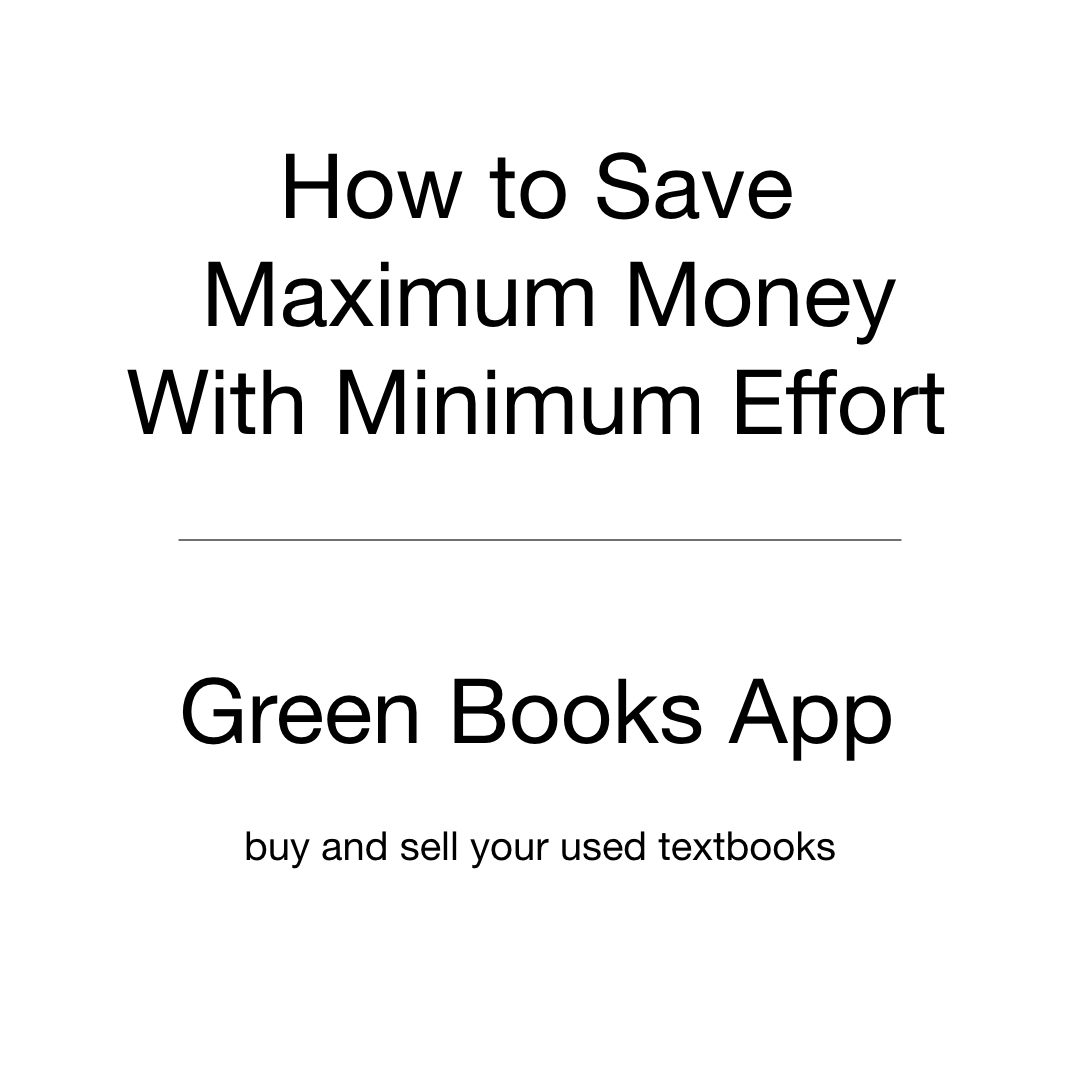 How to Save
Maximum Money
With Minimum Effort
Green Books App
buy and sell your used textbooks